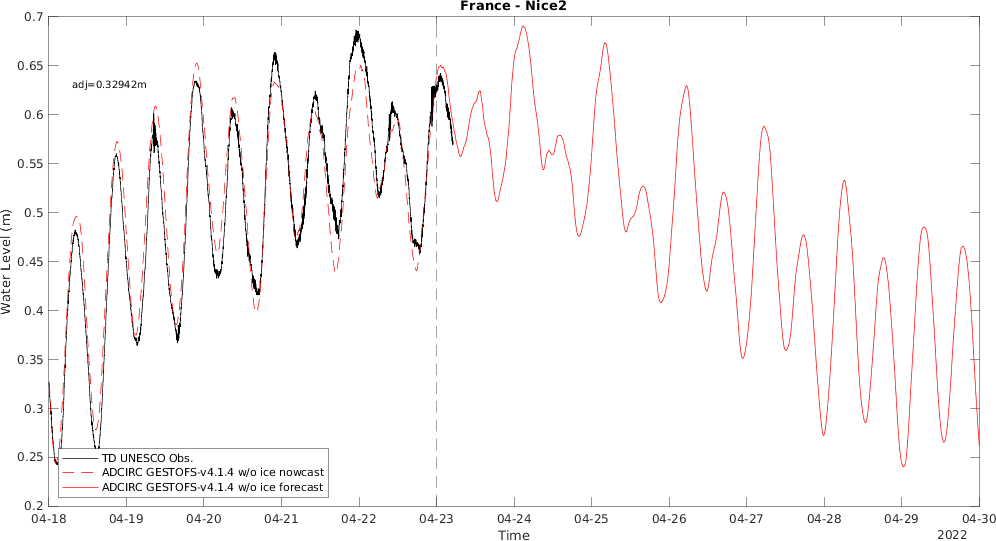 France - Nice2
Water Level (m)
0.7
0.65
0.6
0.55
0.5
0.45
0.4
0.35
0.3
0.25
0.2
adj=0.32942m
TD UNESCO Obs.
ADCIRC GESTOFS-v4.1.4 w/o ice nowcast
ADCIRC GESTOFS-v4.1.4 w/o ice forecast
04-18 04-19 04-20 04-21 04-22 04-23 04-24 04-25 04-26 04-27 04-28 04-29 04-30
Time
2022